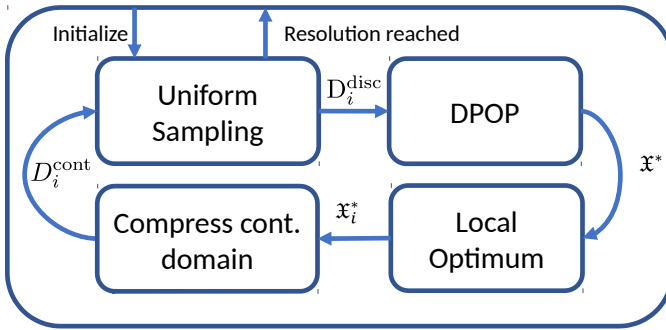 Initialize
Resolution reached
Uniform
Sampling
D_i^disc
DPOP
D_i^cont
𝔛*
Compress cont.
domain
𝔛_i^*
Local
Optimum